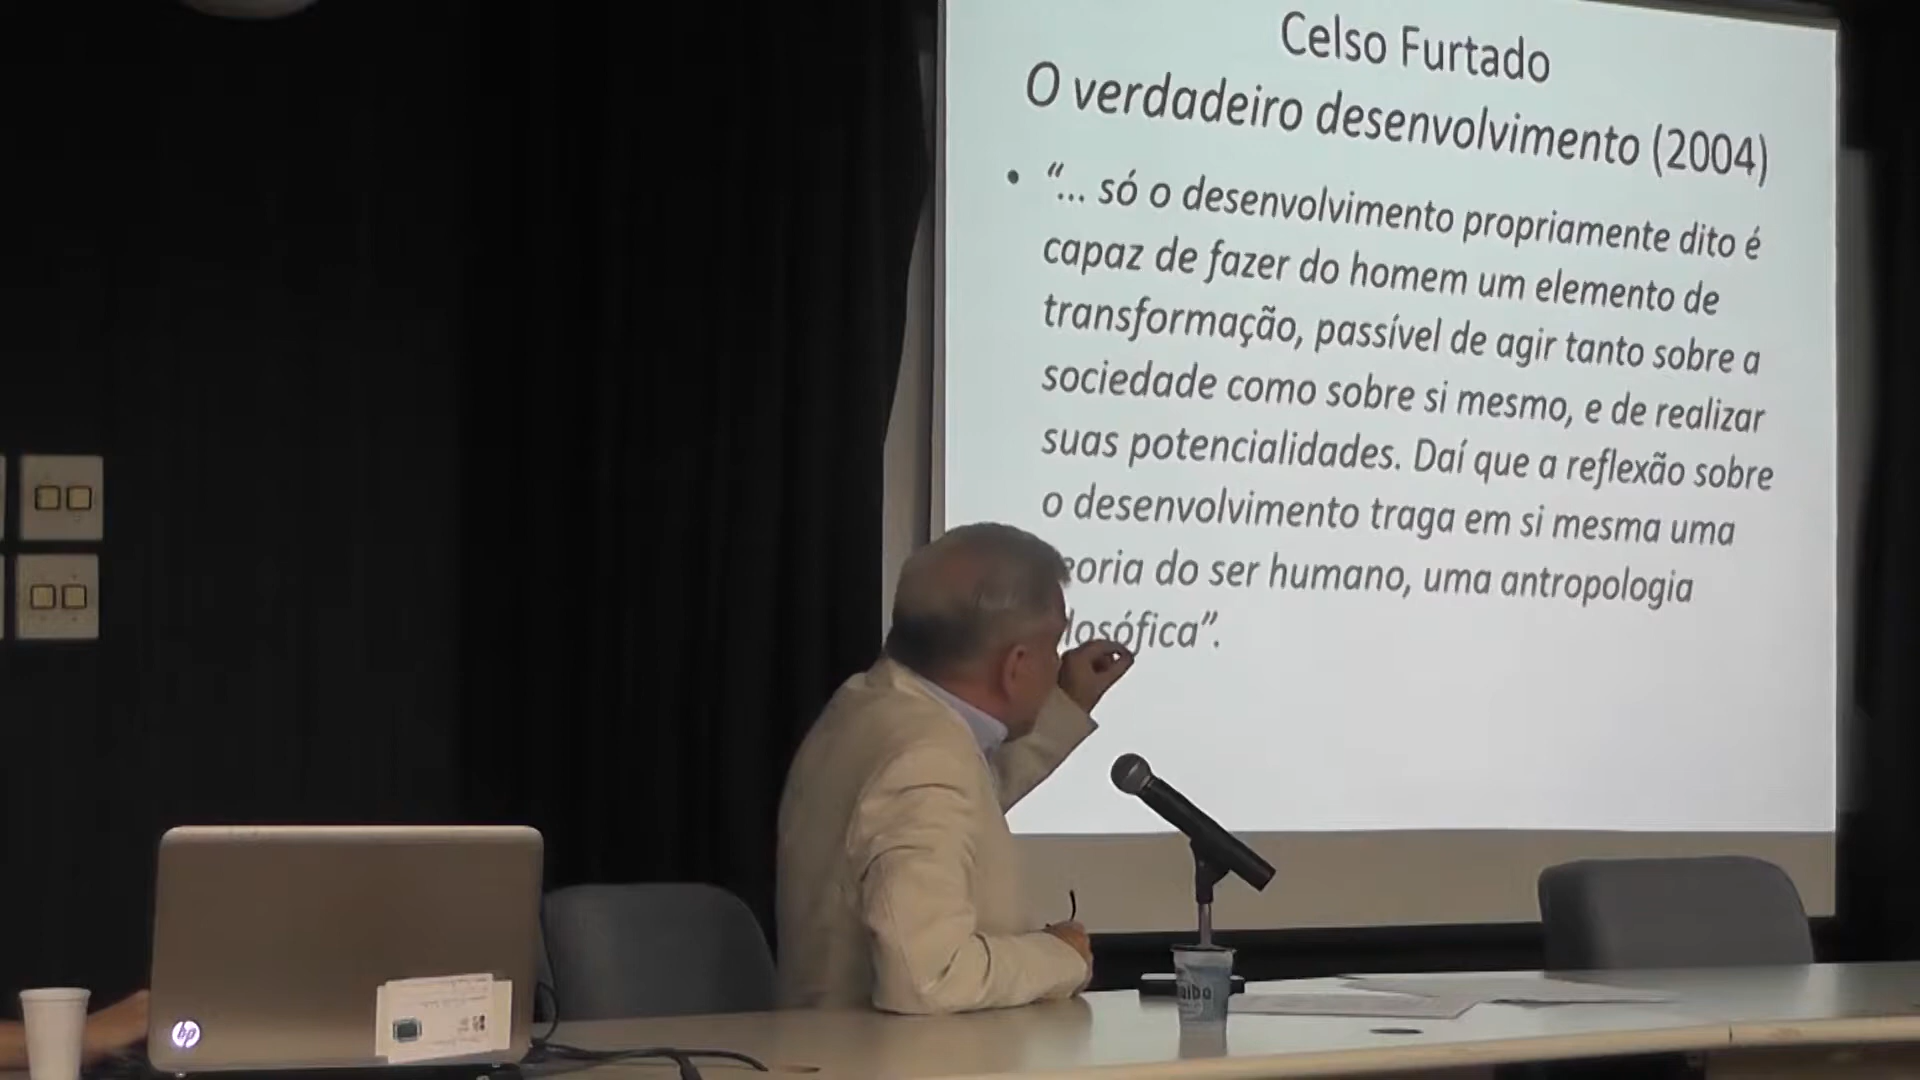 Celso Furtado
O verdadeiro desenvolvimento (2004)
• “... só o desenvolvimento propriamente dito é
capaz de fazer do homem um elemento de
transformação, passível de agir tanto sobre a
sociedade como sobre si mesmo, e de realizar
suas potencialidades. Daí que a reflexão sobre
o desenvolvimento traga em si mesma uma
eoria do ser humano, uma antropologia
losófica”.
hp